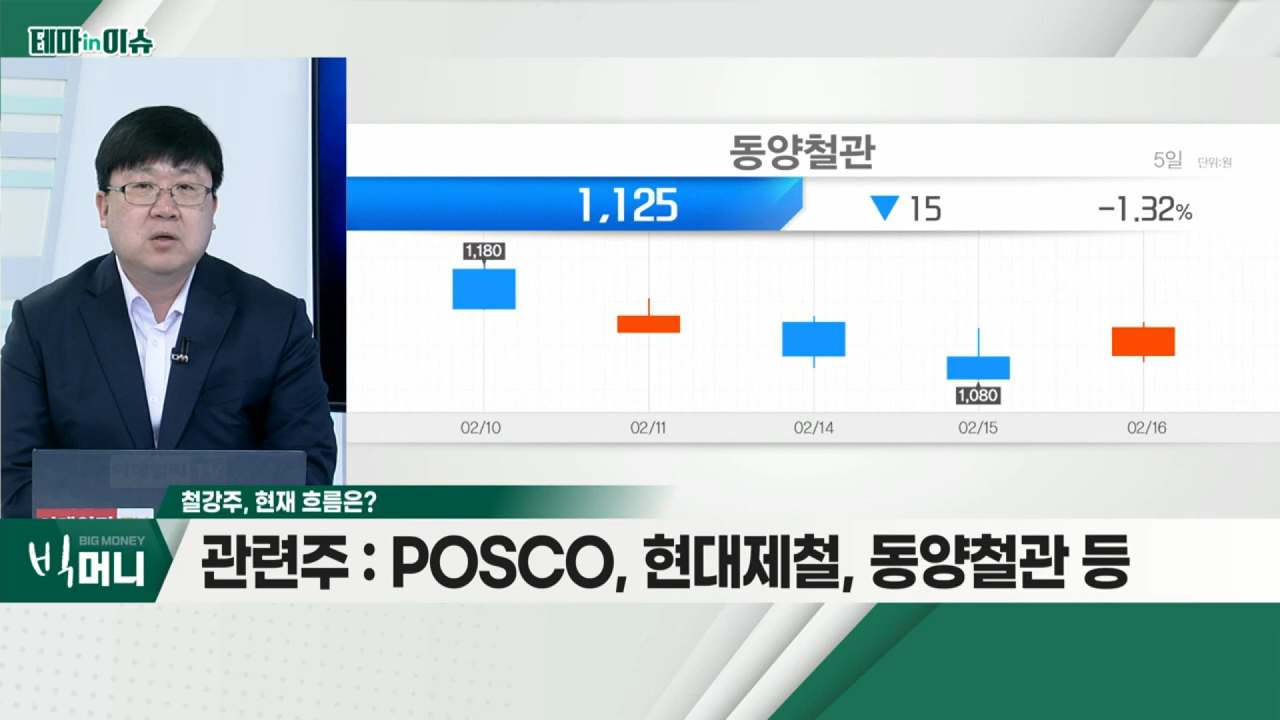 테마in이슈
동양철관
5일 단위:원
1,125 ▼ 15 -1.32%
1,180
1,080
02/10 02/11 02/14 02/15 02/16
철강주, 현재 흐름은?
빅머니 BIG MONEY
관련주 : POSCO, 현대제철, 동양철관 등